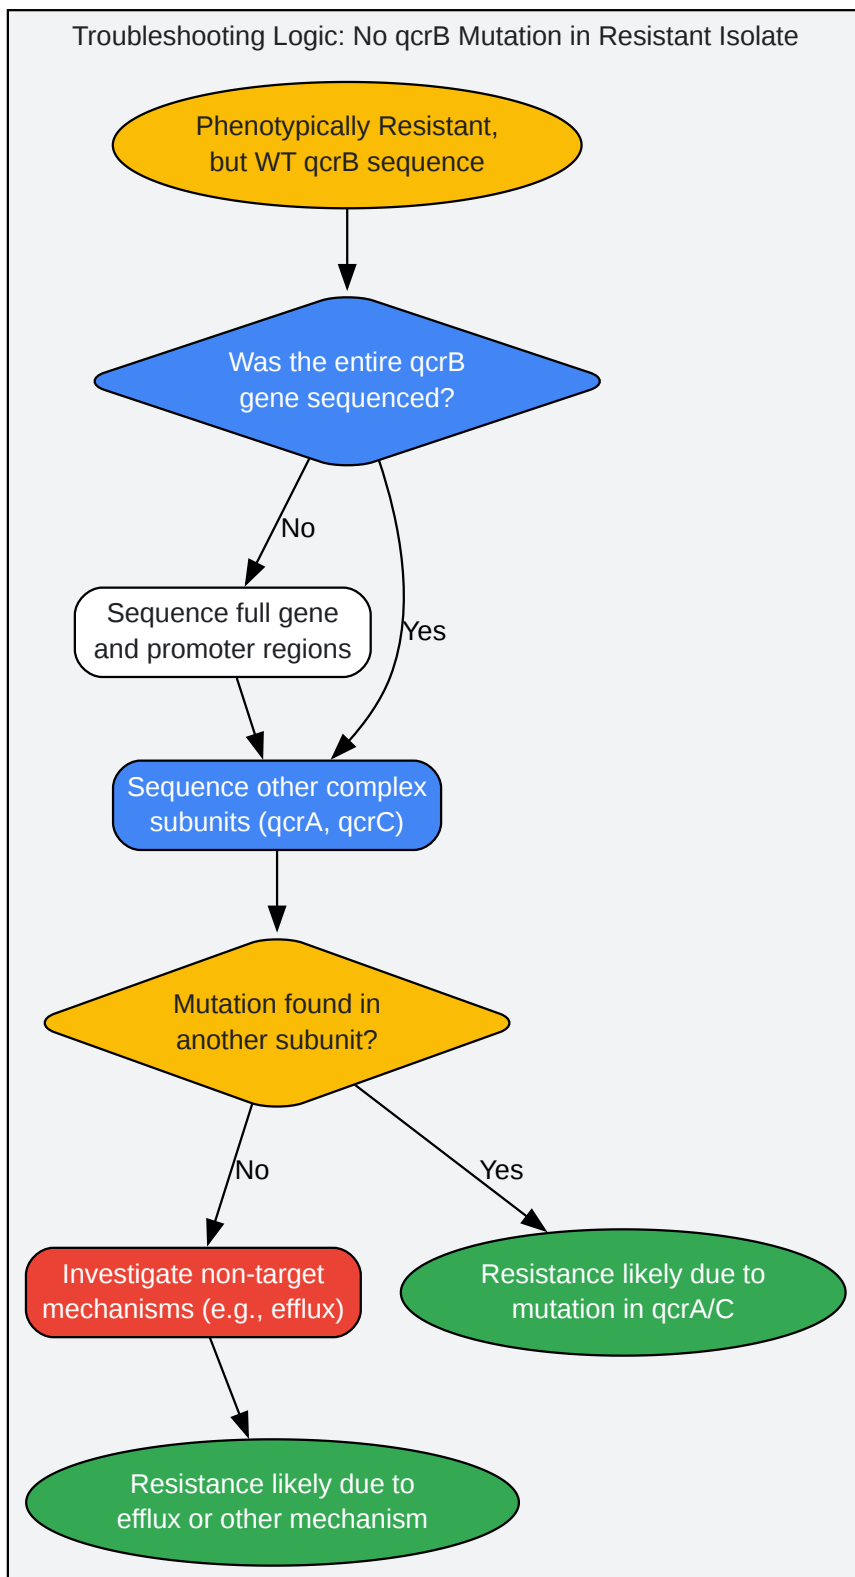 Troubleshooting Logic: No qcrB Mutation in Resistant Isolate
Phenotypically Resistant,
but WT qcrB sequence
Was the entire qcrB
gene sequenced?
No
Sequence full gene
and promoter regions
Yes
Sequence other complex
subunits (qcrA, qcrC)
Mutation found in
another subunit?
No
Yes
Investigate non-target
mechanisms (e.g., efflux)
Resistance likely due to
mutation in qcrA/C
Resistance likely due to
efflux or other mechanism